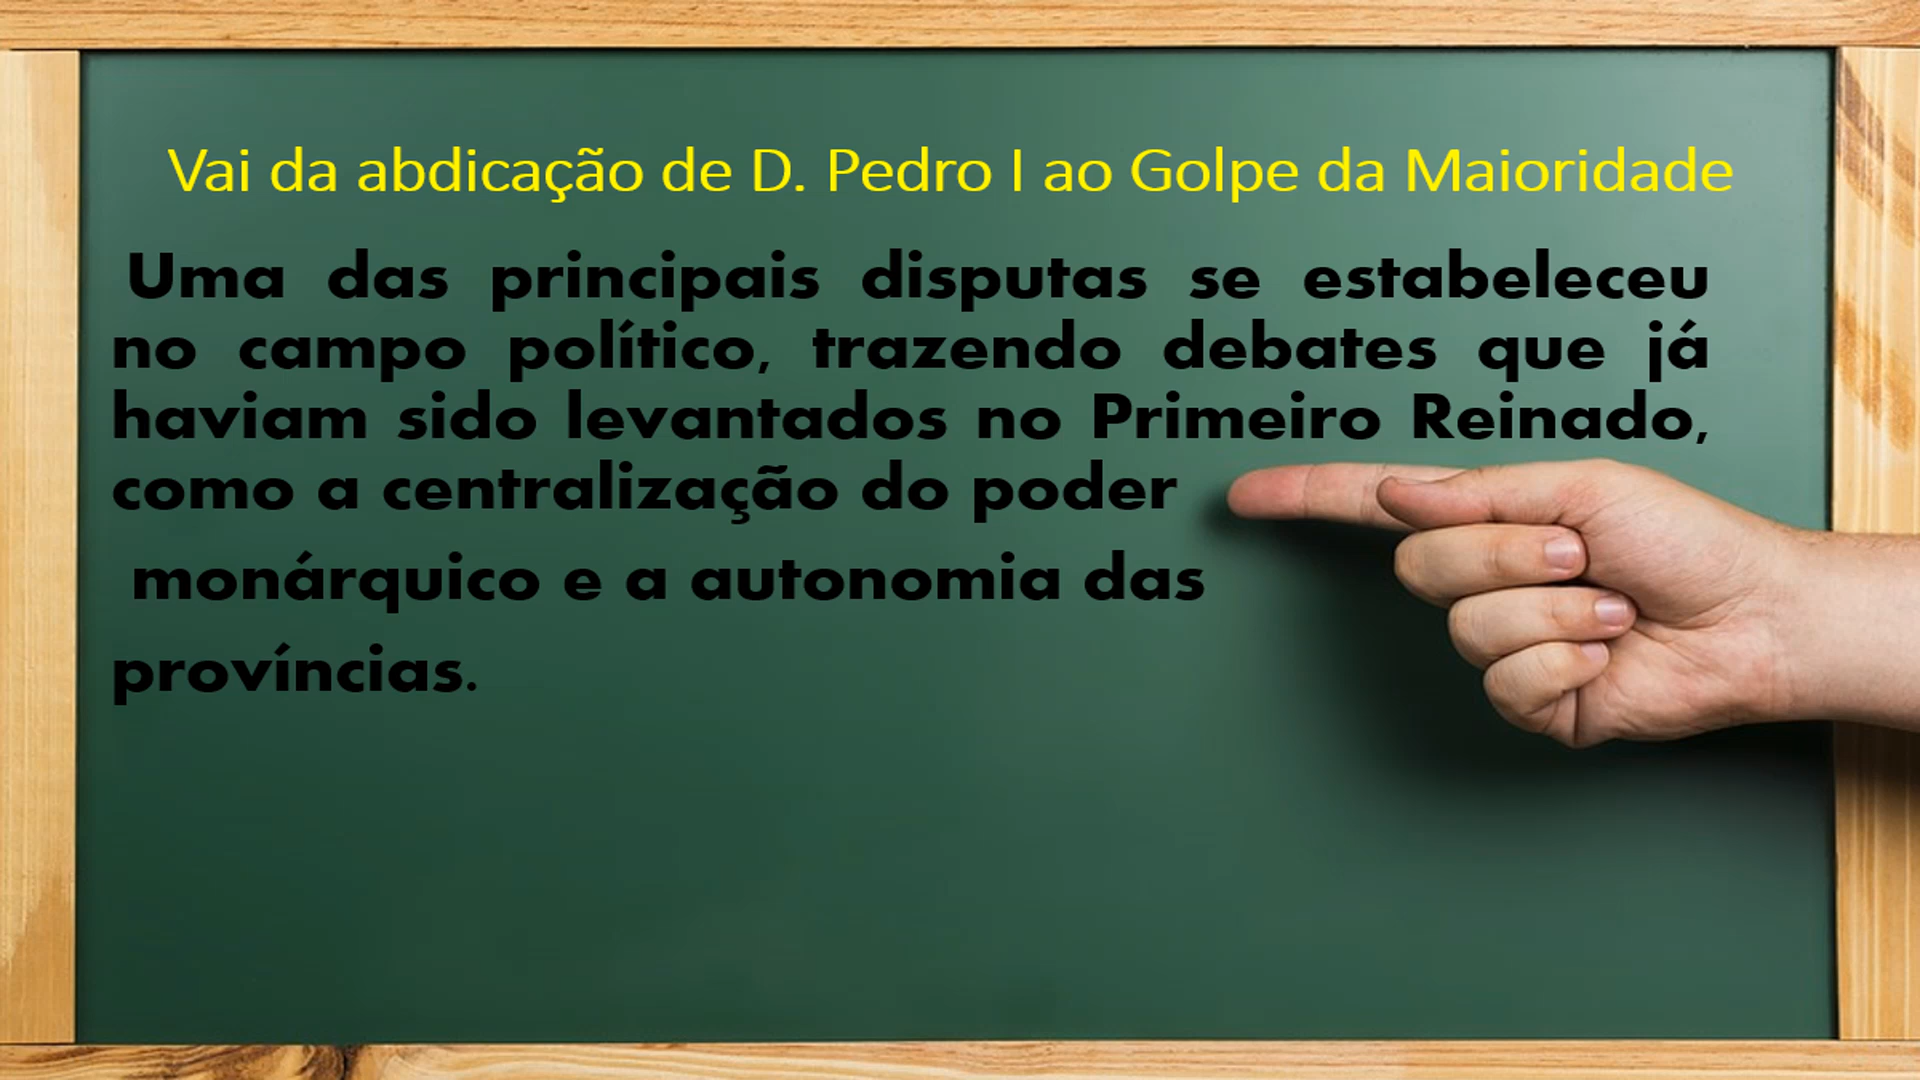 Vai da abdicação de D. Pedro I ao Golpe da Maioridade
Uma das principais disputas se estabeleceu
no campo político, trazendo debates que já
haviam sido levantados no Primeiro Reinado,
como a centralização do poder
monárquico e a autonomia das
províncias.